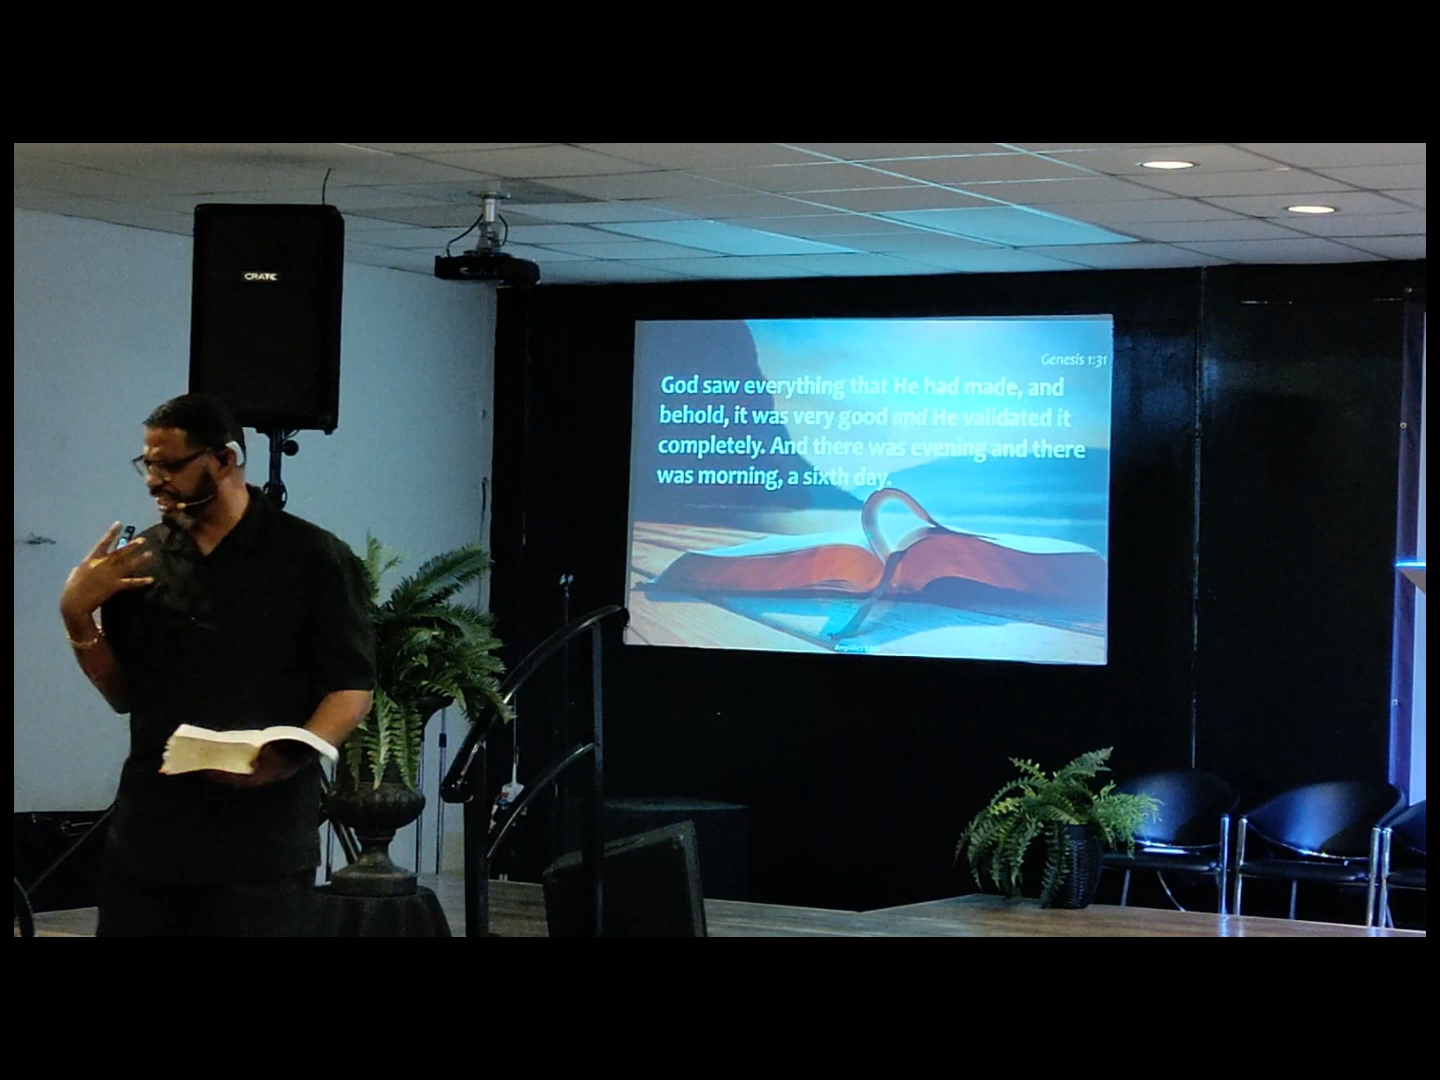 CRATE
Genesis 1:31
God saw everything that He had made, and
behold, it was very good and He validated it
completely. And there was evening and there
was morning, a sixth day.